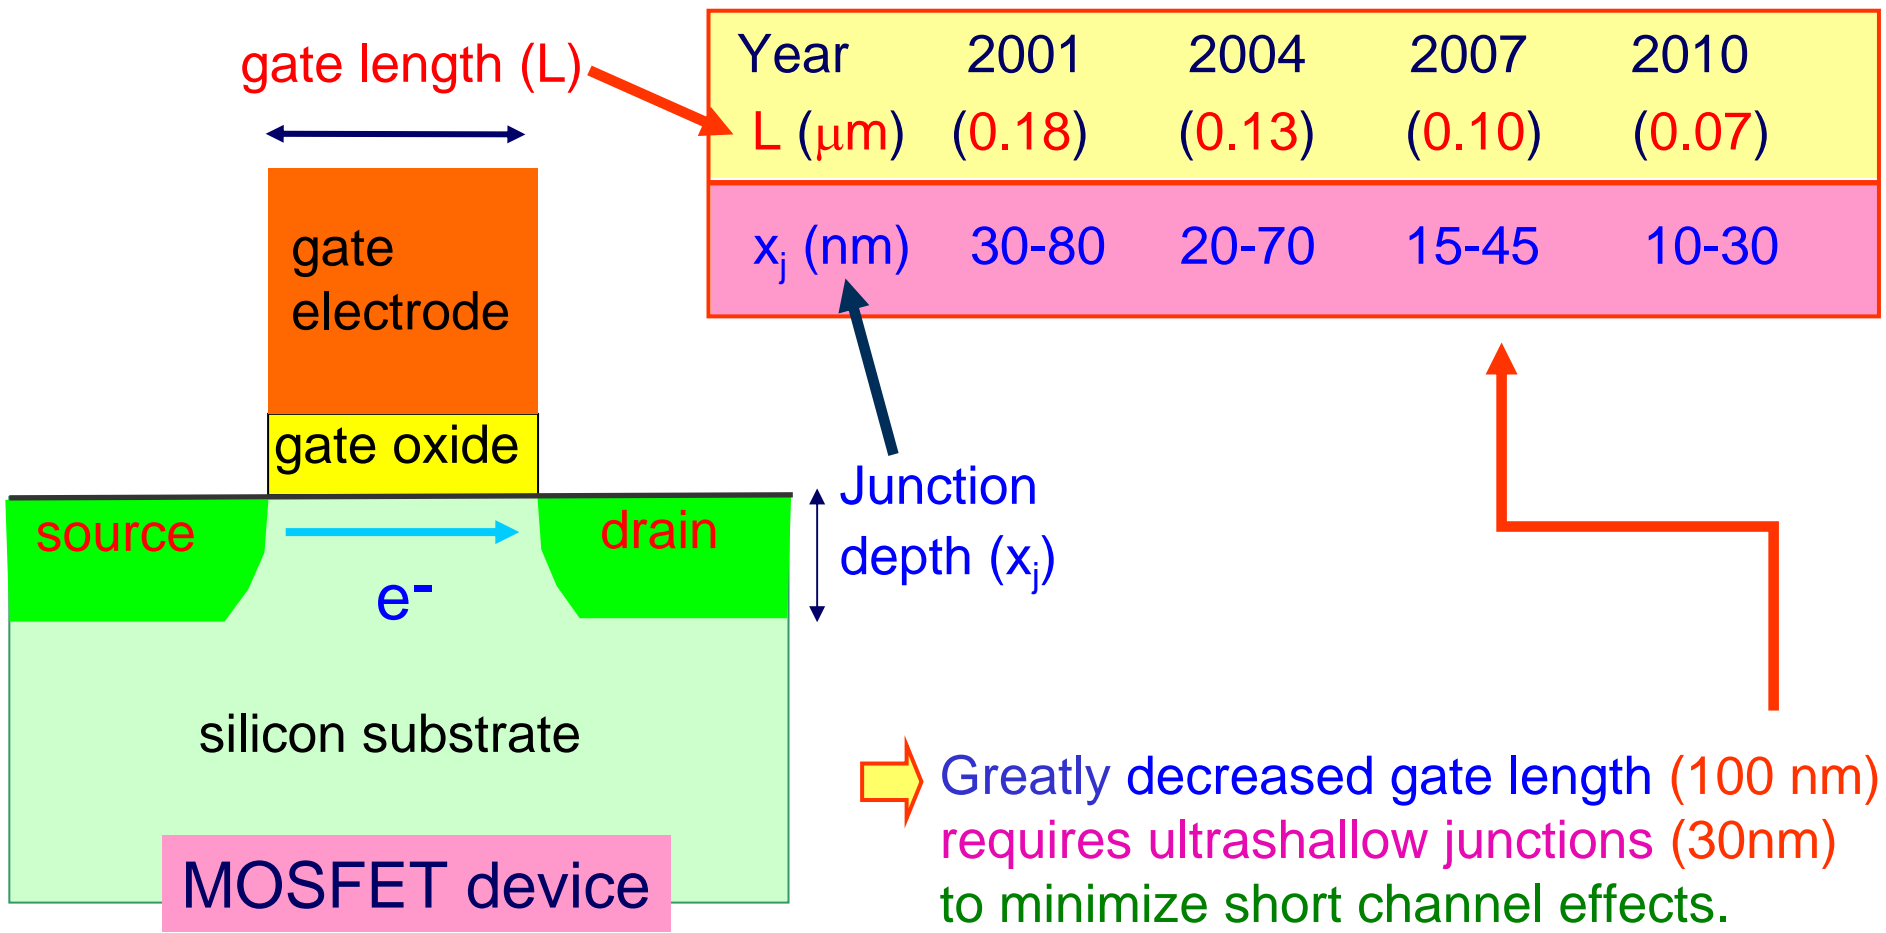 gate length (L)
Year 2001 2004 2007 2010
L (μm) (0.18) (0.13) (0.10) (0.07)
xj (nm) 30-80 20-70 15-45 10-30
gate
electrode
gate oxide
source
drain
e-
Junction
depth (xj)
silicon substrate
MOSFET device
Greatly decreased gate length (100 nm)
requires ultrashallow junctions (30nm)
to minimize short channel effects.